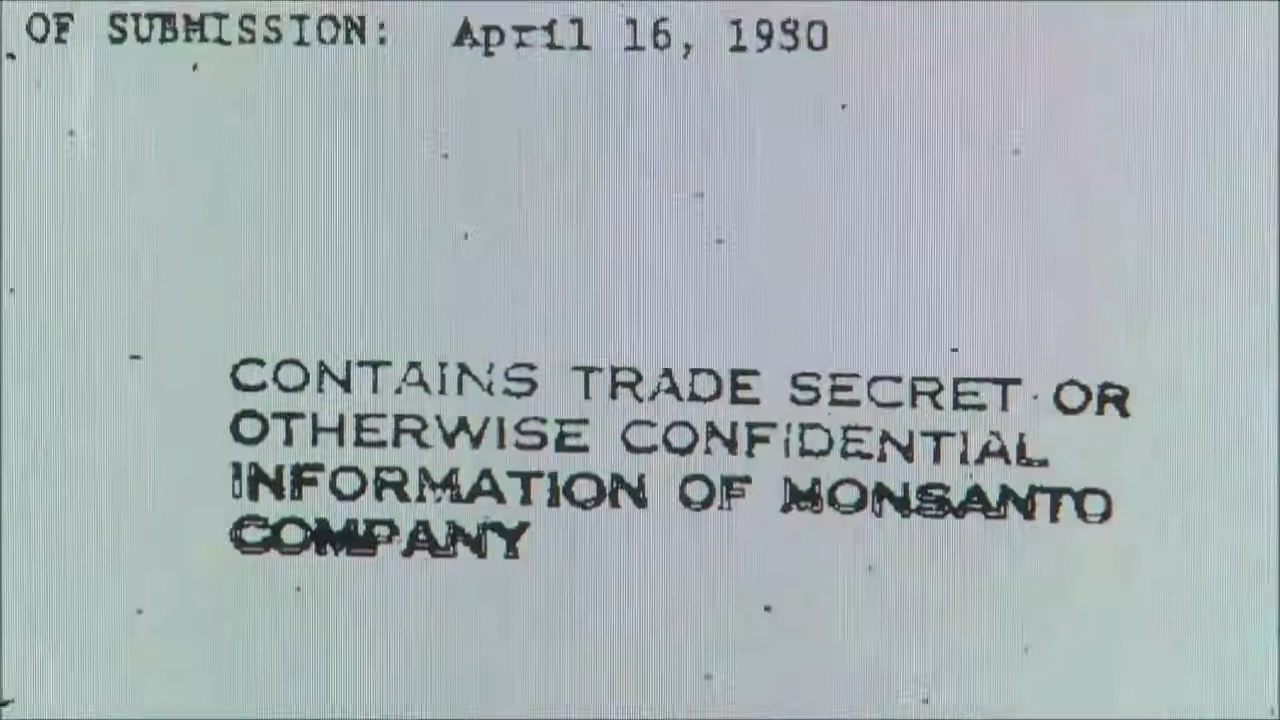 OF SUBMISSION: April 16, 1980
CONTAINS TRADE SECRET OR
OTHERWISE CONFIDENTIAL
INFORMATION OF MONSANTO
COMPANY